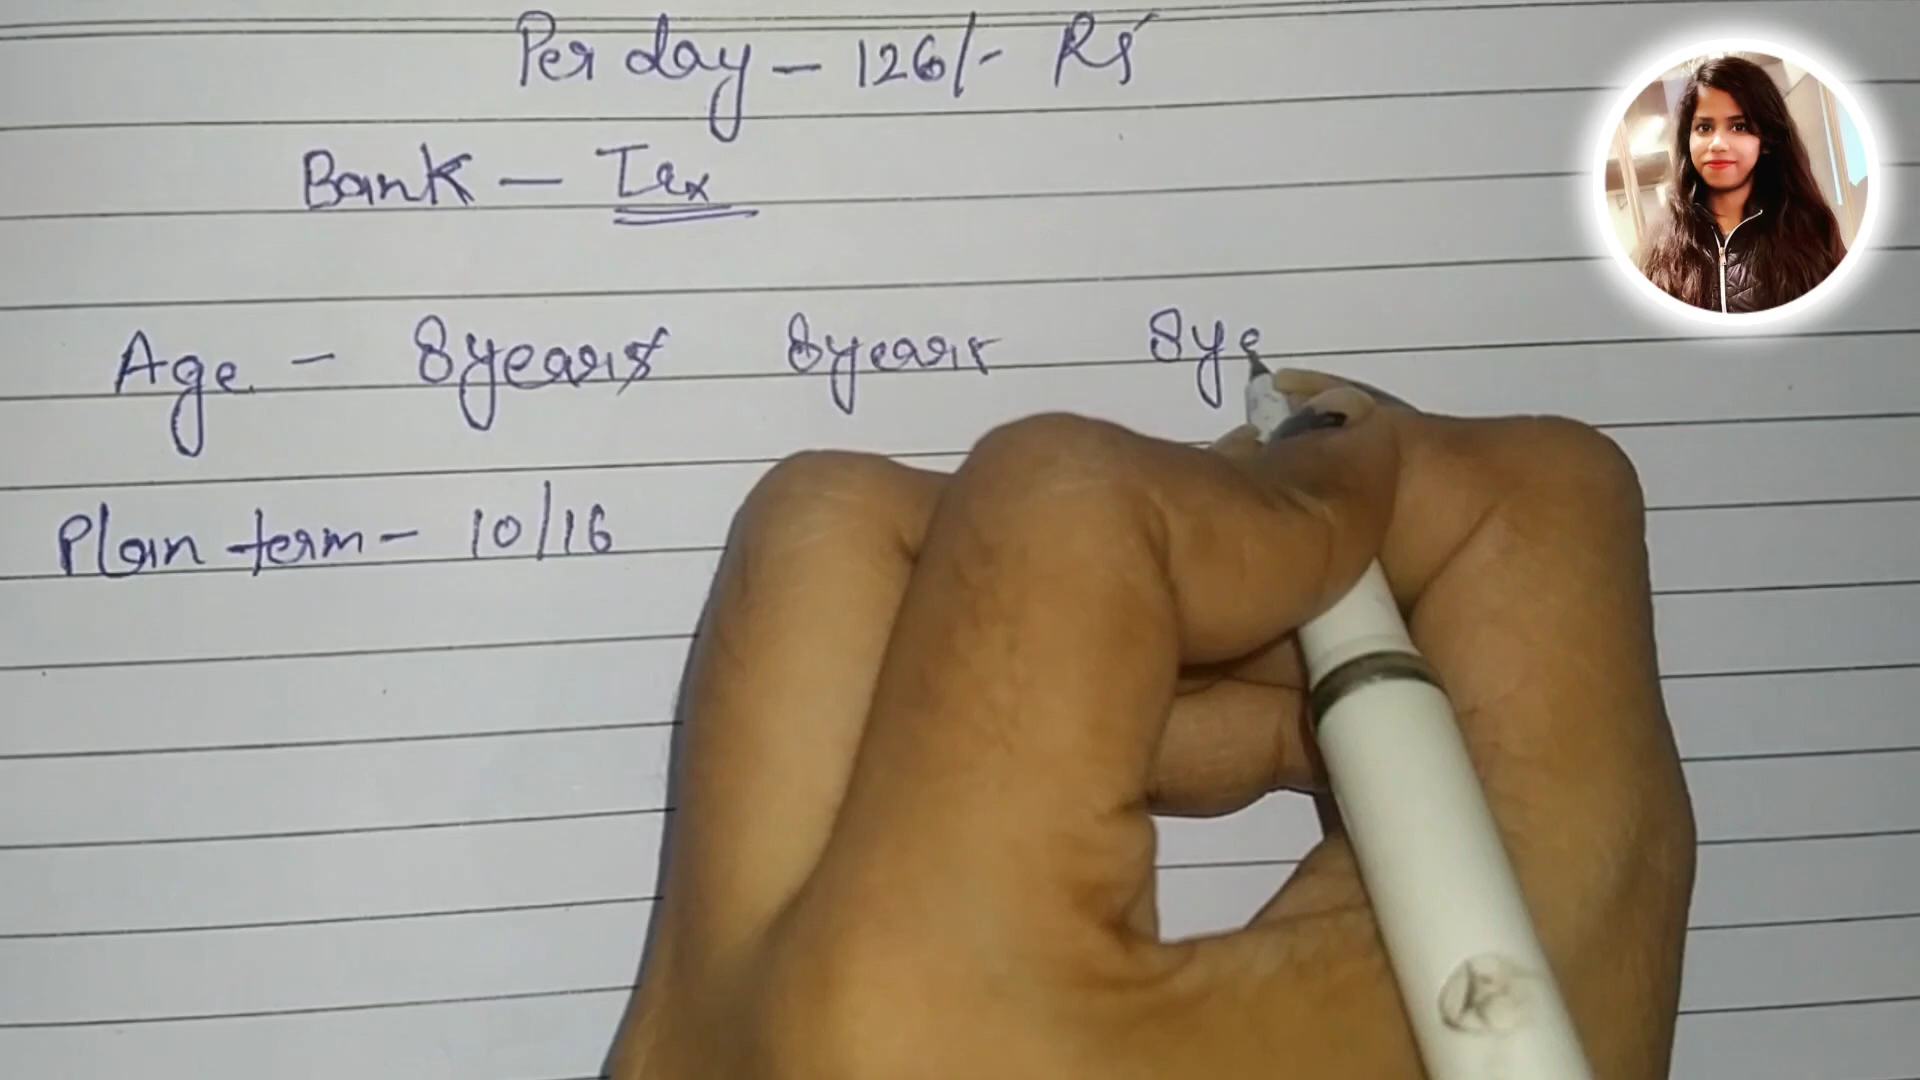 Per day - 126/- Rs
Bank - Tax
Age - 8years 8years 8ye
Plan term - 10/16